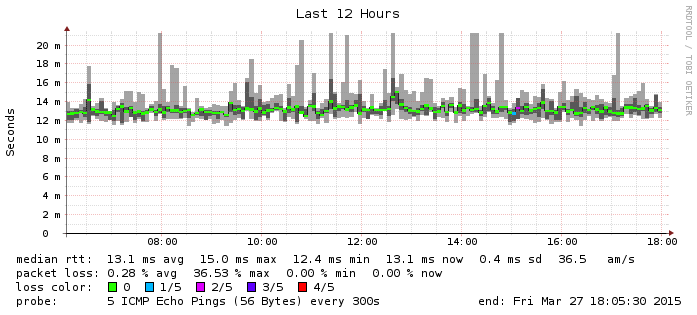 Last 12 Hours
RRDTOOL / TOBI OETIKER
Seconds
20 m
18 m
16 m
14 m
12 m
10 m
8 m
6 m
4 m
2 m
0
08:00 10:00 12:00 14:00 16:00 18:00
median rtt: 13.1 ms avg 15.0 ms max 12.4 ms min 13.1 ms now 0.4 ms sd 36.5 am/s
packet loss: 0.28 % avg 36.53 % max 0.00 % min 0.00 % now
loss color: 0 1/5 2/5 3/5 4/5
probe: 5 ICMP Echo Pings (56 Bytes) every 300s end: Fri Mar 27 18:05:30 2015